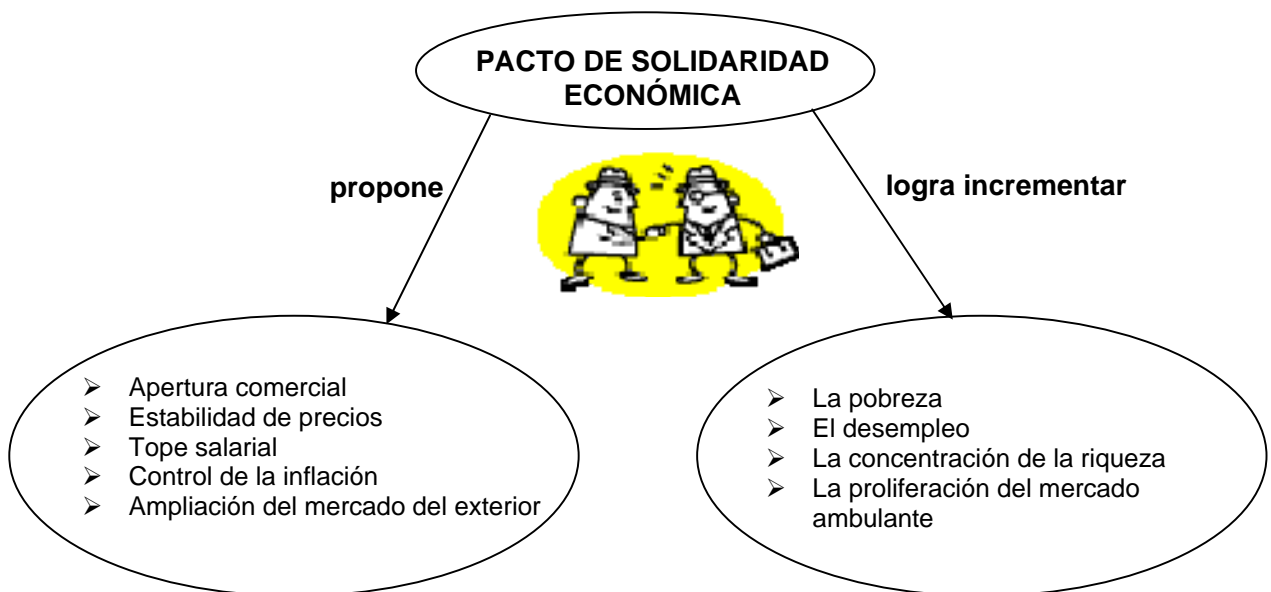 PACTO DE SOLIDARIDAD
ECONÓMICA
propone
logra incrementar
➢ Apertura comercial
➢ Estabilidad de precios
➢ Tope salarial
➢ Control de la inflación
➢ Ampliación del mercado del exterior
➢ La pobreza
➢ El desempleo
➢ La concentración de la riqueza
➢ La proliferación del mercado
ambulante